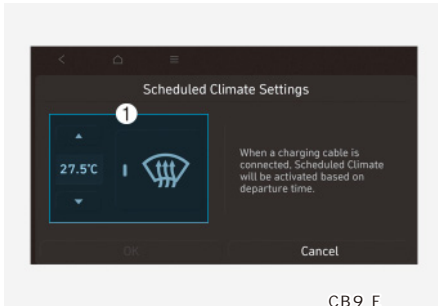 Scheduled Climate Settings
1
27.5°C
When a charging cable is
connected, Scheduled Climate
will be activated based on
departure time.
OK
Cancel
CB9_F